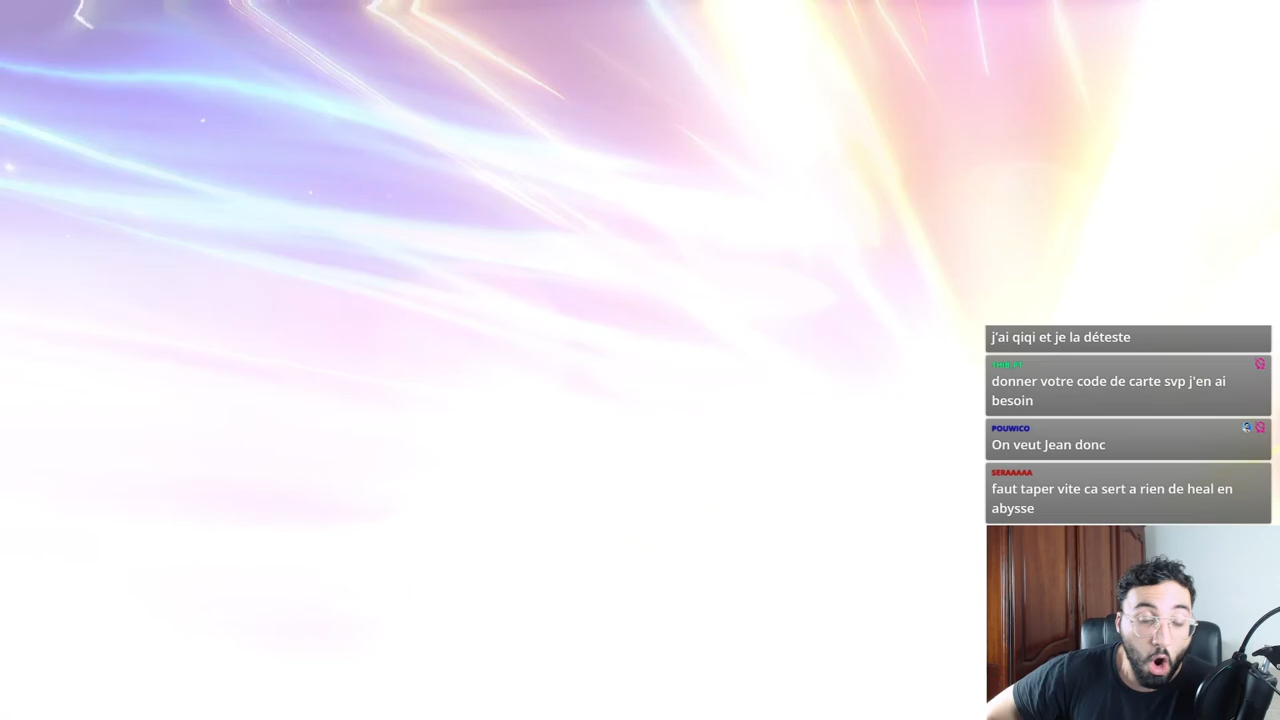 j'ai qiqi et je la déteste
donner votre code de carte svp j'en ai
besoin
POUWICO
On veut Jean donc
SERAAAAA
faut taper vite ca sert a rien de heal en
abysse